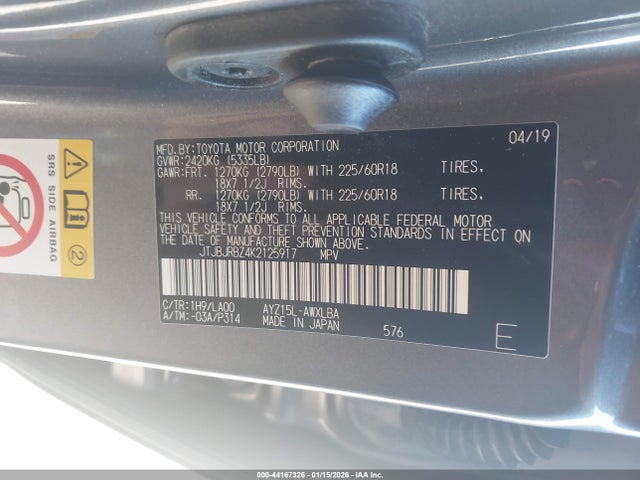 MFD.BY:TOYOTA MOTOR CORPORATION 04/19
GVWR:2420KG (5335LB)
GAWR:FRT. 1270KG (2790LB) WITH 225/60R18 TIRES,
18X7 1/2J RIMS.
RR. 1270KG (2790LB) WITH 225/60R18 TIRES,
18X7 1/2J RIMS.
THIS VEHICLE CONFORMS TO ALL APPLICABLE FEDERAL MOTOR
VEHICLE SAFETY AND THEFT PREVENTION STANDARDS IN EFFECT ON
THE DATE OF MANUFACTURE SHOWN ABOVE.
JTJBJRBZ4K2125917 MPV
C/TR:1H9/LA00 AYZ15L-AWXLBA
A/TM:-03A/P314 MADE IN JAPAN 576
E
SRS SIDE AIRBAG
2
000-44167326 - 01/15/2026 - IAAI INC.